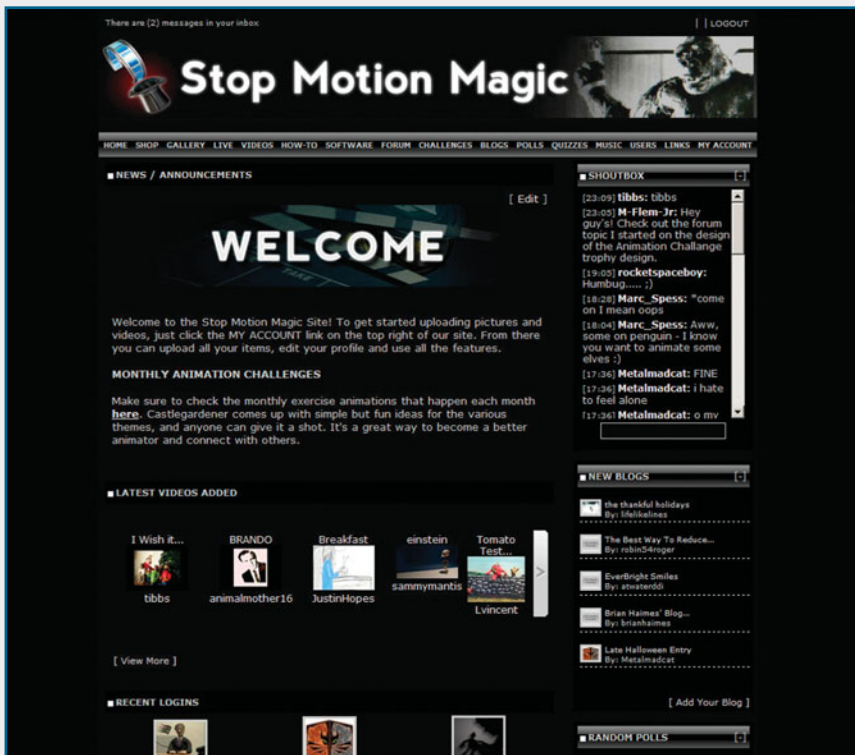 There are (2) messages in your inbox
| | LOGOUT
Stop Motion Magic
HOME SHOP GALLERY LIVE VIDEOS HOW-TO SOFTWARE FORUM CHALLENGES BLOGS POLLS QUIZZES MUSIC USERS LINKS MY ACCOUNT
NEWS / ANNOUNCEMENTS
[ Edit ]
WELCOME
TAKE
Welcome to the Stop Motion Magic Site! To get started uploading pictures and
videos, just click the MY ACCOUNT link on the top right of our site. From there
you can upload all your items, edit your profile and use all the features.
MONTHLY ANIMATION CHALLENGES
Make sure to check the monthly exercise animations that happen each month
here. Castlegardener comes up with simple but fun ideas for the various
themes, and anyone can give it a shot. It's a great way to become a better
animator and connect with others.
LATEST VIDEOS ADDED
I Wish it...
tibbs
BRANDO
animalmother16
Breakfast
JustinHopes
einstein
sammymantis
Tomato
Test...
Lvincent
>
[ View More ]
RECENT LOGINS
SHOUTBOX [-]
[23:09] tibbs: tibbs
[23:05] M-Flem-Jr: Hey
guy's! Check out the forum
topic I started on the design
of the Animation Challange
trophy design.
[19:05] rocketspaceboy:
Humbug..... ;)
[18:28] Marc_Spess: "come
on I mean oops
[18:04] Marc_Spess: Aww,
some on penguin - I know
you want to animate some
elves :)
[17:36] Metalmadcat: FINE
[17:36] Metalmadcat: i hate
to feel alone
[17:36] Metalmadcat: o my
NEW BLOGS [-]
the thankful holidays
By: lifelikelines
The Best Way To Reduce...
By: robin54roger
EverBright Smiles
By: atwaterddi
Brian Haimes' Blog...
By: brianhaimes
Late Halloween Entry
By: Metalmadcat
[ Add Your Blog ]
RANDOM POLLS [-]